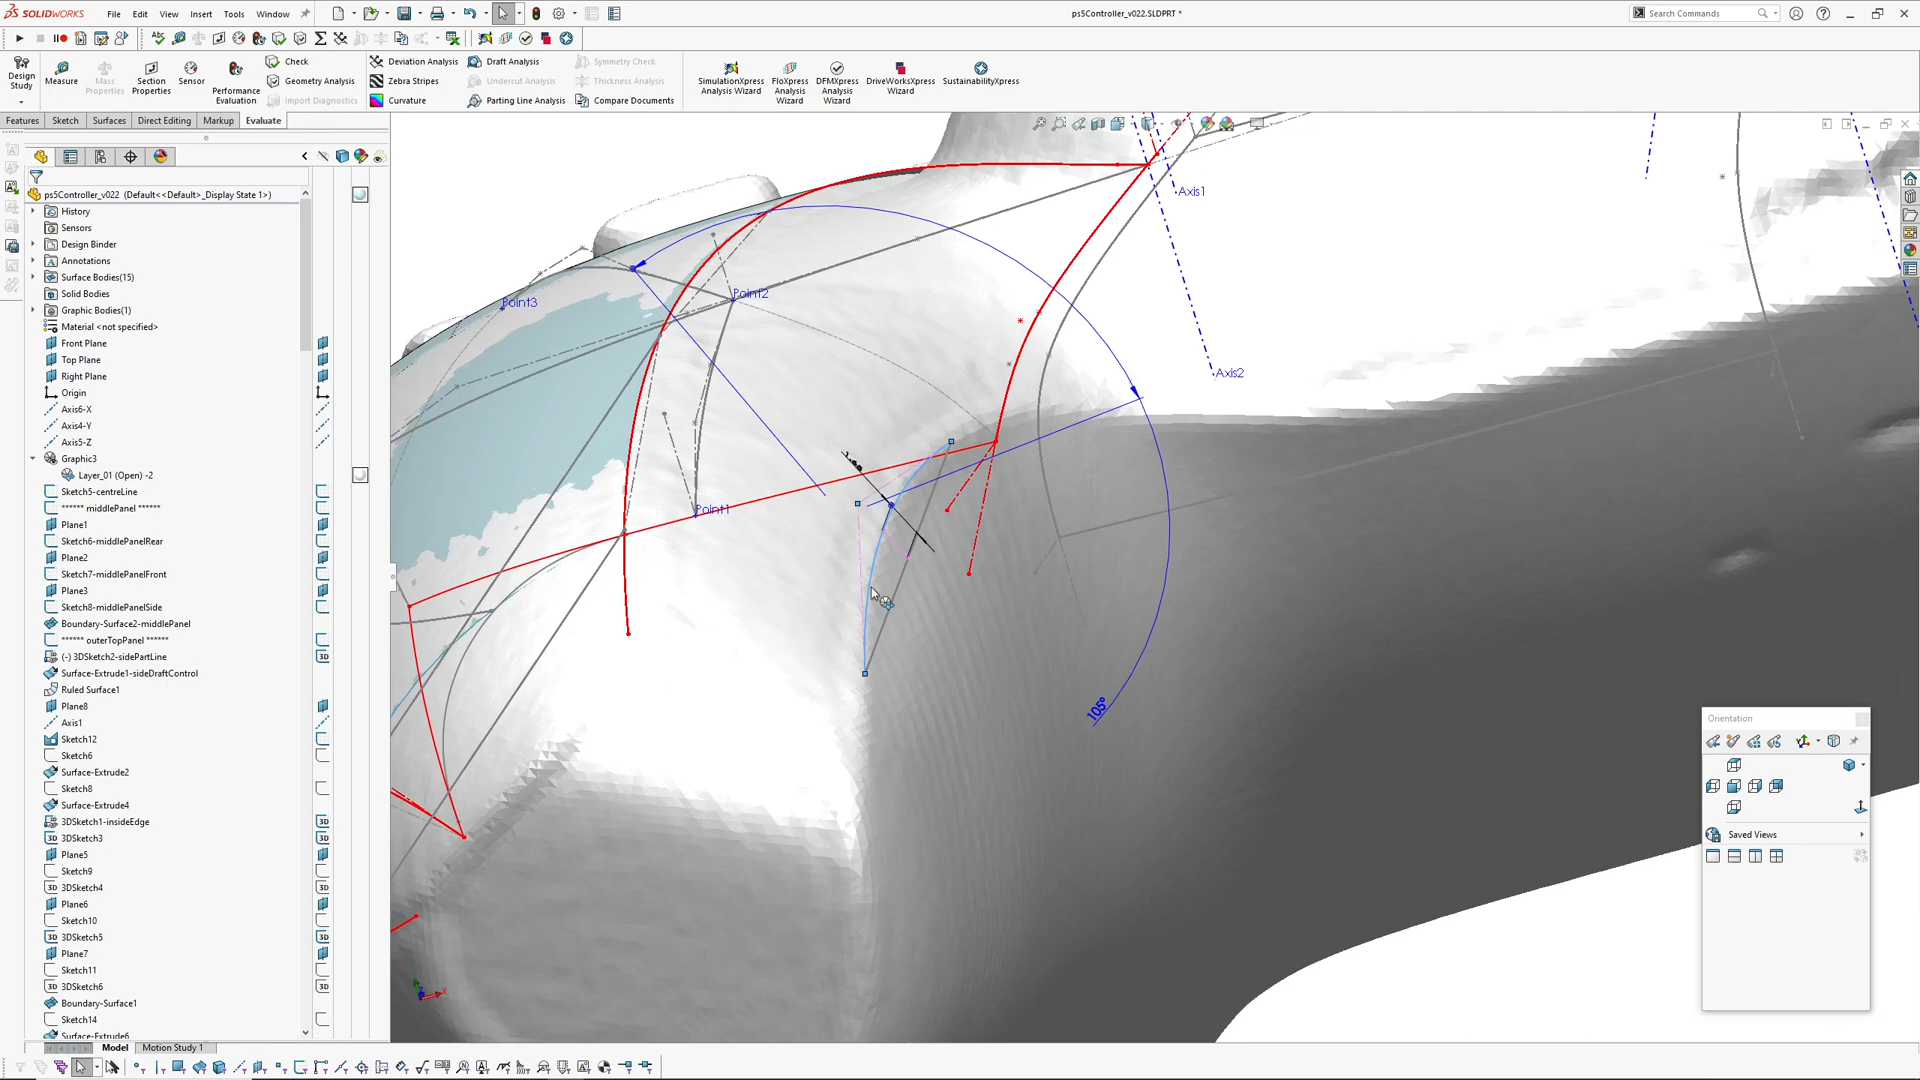 SOLIDWORKS
File Edit View Insert Tools Window
ps5Controller_v022.SLDPRT *
Search Commands
Design Study
Measure
Mass Properties
Section Properties
Sensor
Performance Evaluation
Check
Geometry Analysis
Import Diagnostics
Deviation Analysis
Zebra Stripes
Curvature
Draft Analysis
Undercut Analysis
Parting Line Analysis
Symmetry Check
Thickness Analysis
Compare Documents
SimulationXpress Analysis Wizard
FloXpress Analysis Wizard
DFMXpress Analysis Wizard
DriveWorksXpress Wizard
SustainabilityXpress
Features Sketch Surfaces Direct Editing Markup Evaluate
ps5Controller_v022 (Default<<Default>_Display State 1>)
History
Sensors
Design Binder
Annotations
Surface Bodies(15)
Solid Bodies
Graphic Bodies(1)
Material <not specified>
Front Plane
Top Plane
Right Plane
Origin
Axis6-X
Axis4-Y
Axis5-Z
Graphic3
Layer_01 (Open) -2
Sketch5-centreLine
****** middlePanel ******
Plane1
Sketch6-middlePanelRear
Plane2
Sketch7-middlePanelFront
Plane3
Sketch8-middlePanelSide
Boundary-Surface2-middlePanel
****** outerTopPanel ******
(-) 3DSketch2-sidePartLine
Surface-Extrude1-sideDraftControl
Ruled Surface1
Plane8
Axis1
Sketch12
Sketch6
Surface-Extrude2
Sketch8
Surface-Extrude4
3DSketch1-insideEdge
3DSketch3
Plane5
Sketch9
3DSketch4
Plane6
Sketch10
3DSketch5
Plane7
Sketch11
3DSketch6
Boundary-Surface1
Sketch14
Surface-Extrude6
Axis1
Point2
Point3
Axis2
Point1
105°
X
Orientation
Saved Views
Model Motion Study 1